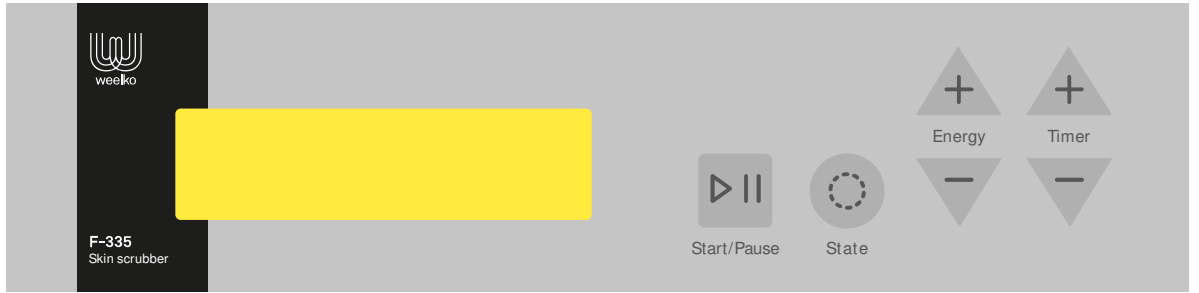 weelko
F-335
Skin scrubber
Start/Pause
State
Energy
Timer